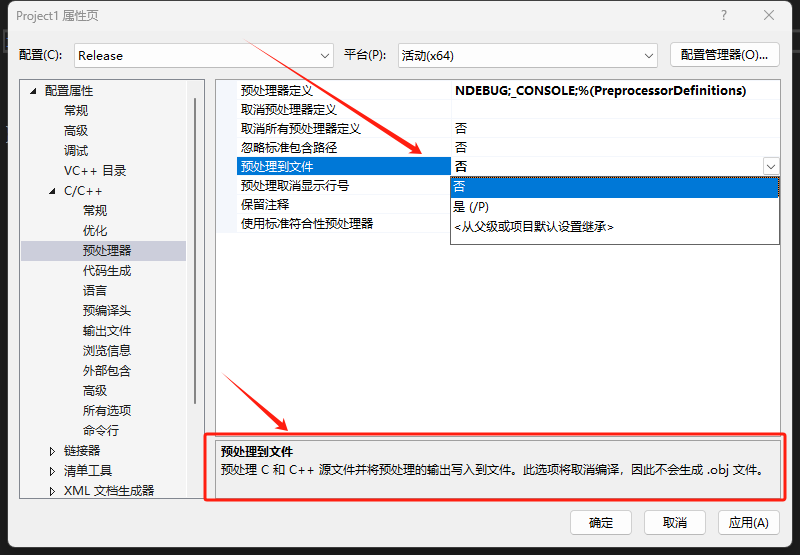 Project1 属性页
配置(C): Release 平台(P): 活动(x64) 配置管理器(O)...
配置属性
常规
高级
调试
VC++ 目录
C/C++
常规
优化
预处理器
代码生成
语言
预编译头
输出文件
浏览信息
外部包含
高级
所有选项
命令行
链接器
清单工具
XML 文档生成器
预处理器定义 NDEBUG;_CONSOLE;%(PreprocessorDefinitions)
取消预处理器定义
取消所有预处理器定义 否
忽略标准包含路径 否
预处理到文件 否
预处理取消显示行号
保留注释
使用标准符合性预处理器
否
是 (/P)
<从父级或项目默认设置继承>
预处理到文件
预处理 C 和 C++ 源文件并将预处理的输出写入到文件。此选项将取消编译，因此不会生成 .obj 文件。
确定 取消 应用(A)